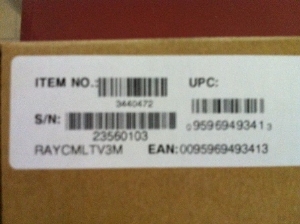 ITEM NO.: UPC:
3440472
S/N: 0 95969 49341 3
23560103
RAYCMLTV3M EAN: 0095969493413